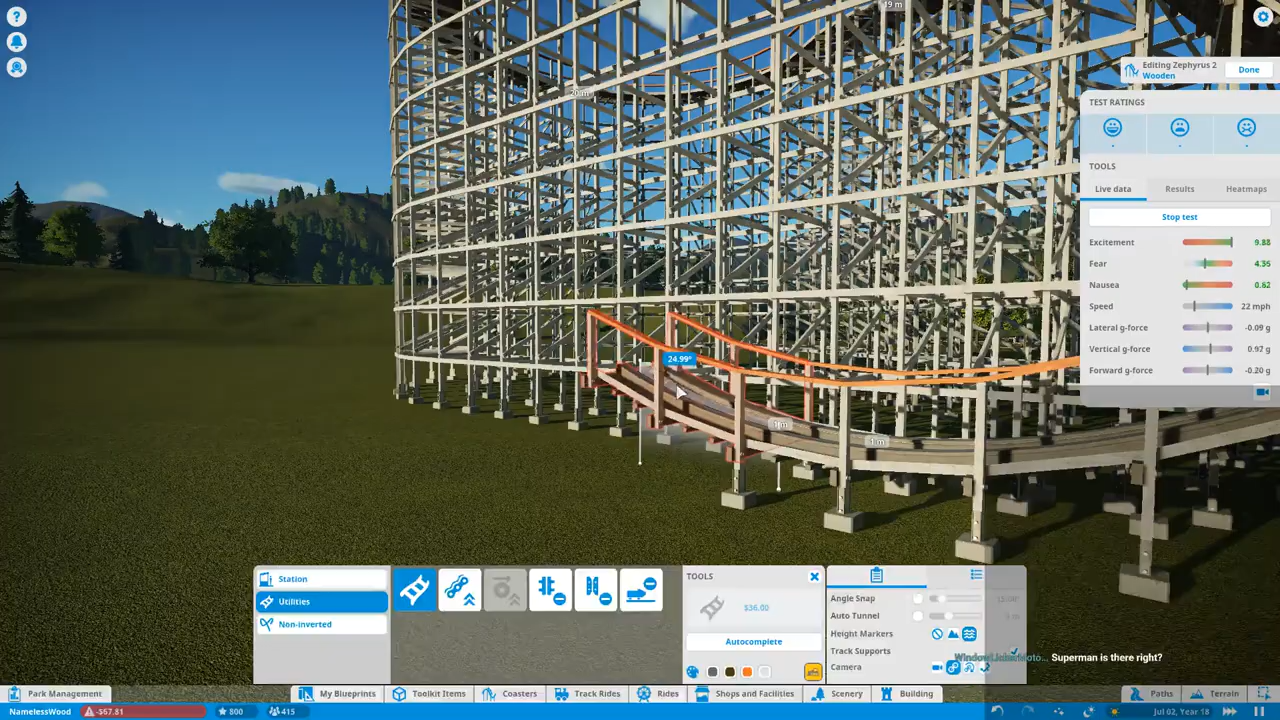 19 m
20 m
Editing Zephyrus 2
Wooden
Done
TEST RATINGS
-
-
-
TOOLS
Live data
Results
Heatmaps
Stop test
Excitement 9.88
Fear 4.35
Nausea 0.62
Speed 22 mph
Lateral g-force -0.09 g
Vertical g-force 0.97 g
Forward g-force -0.20 g
24.99°
1 m
1 m
Station
Utilities
Non-inverted
TOOLS
$36.00
Autocomplete
Angle Snap
Auto Tunnel
Height Markers
Track Supports
Camera
Superman is there right?
Park Management
My Blueprints
Toolkit Items
Coasters
Track Rides
Rides
Shops and Facilities
Scenery
Building
Paths
Terrain
NamelessWood
-$67.81
800
415
Jul 02, Year 18